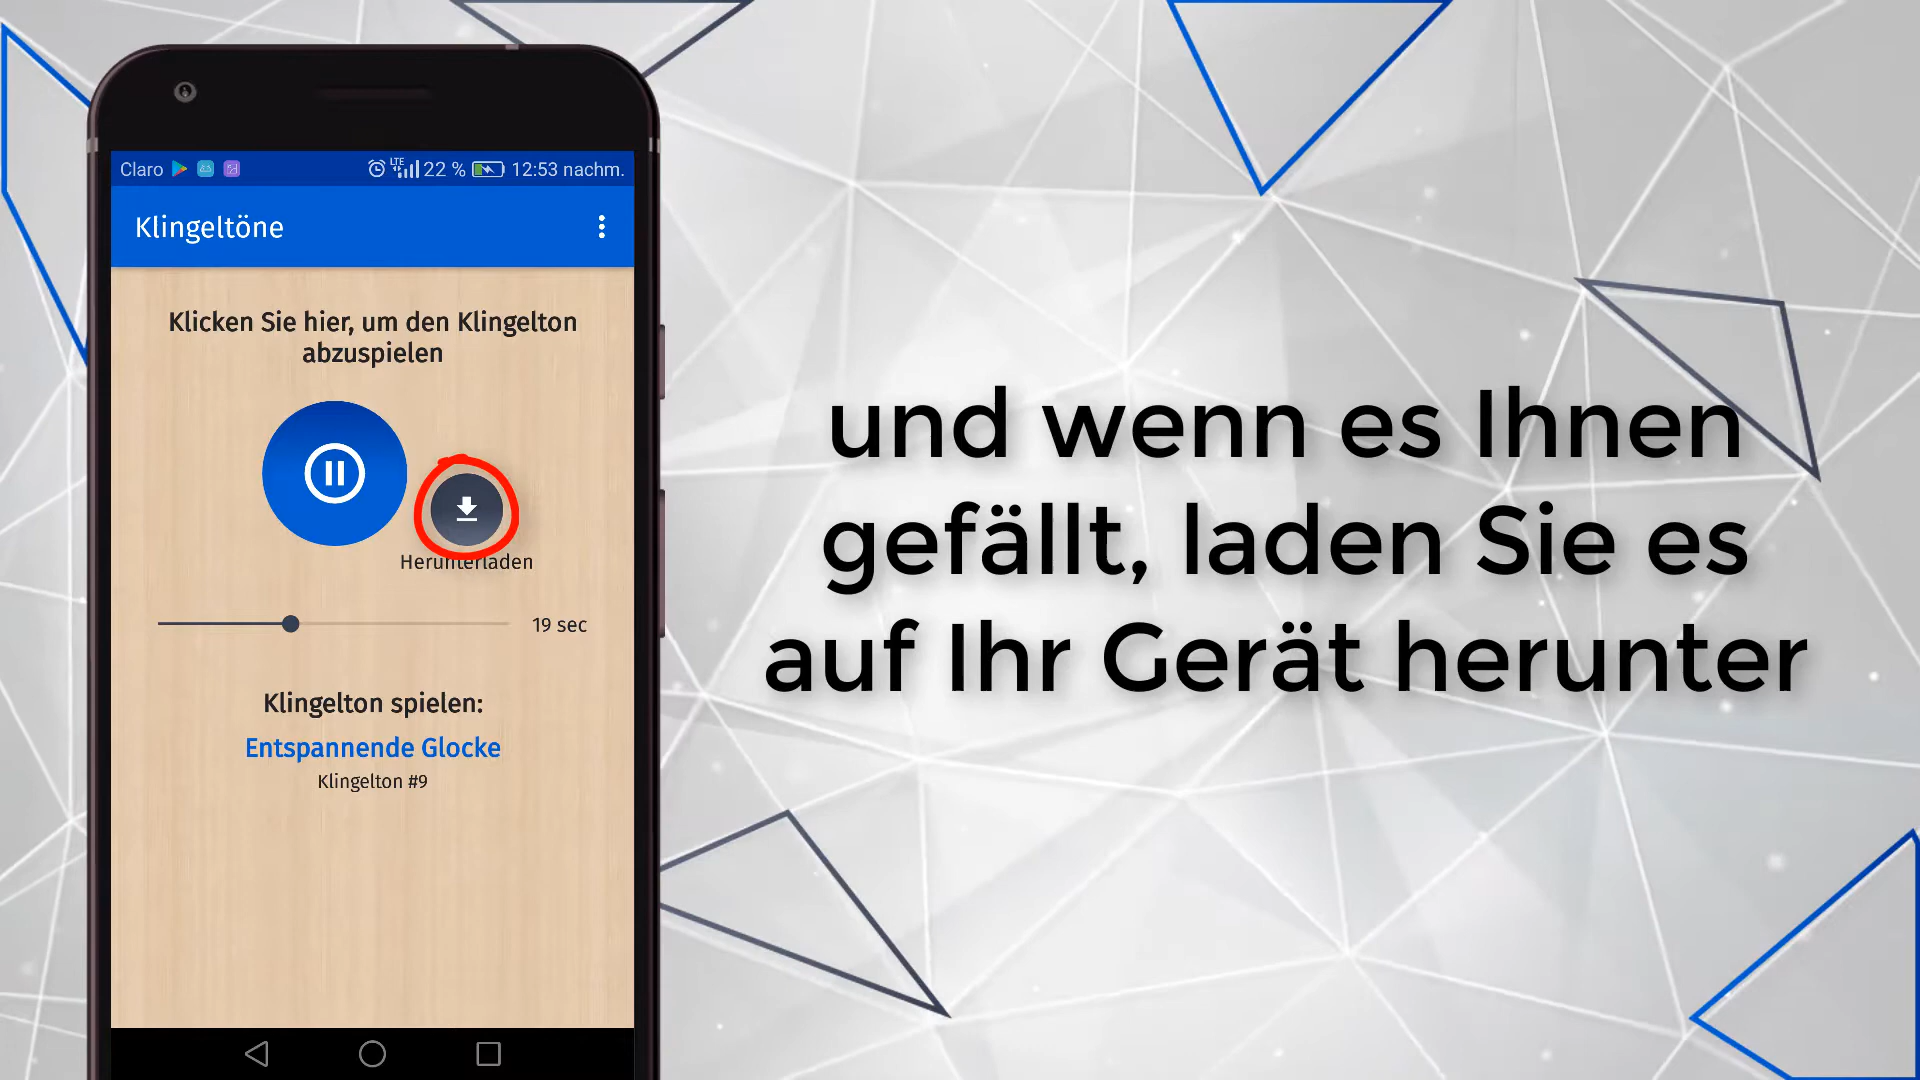 Claro LTE 22 % 12:53 nachm.
Klingeltöne
Klicken Sie hier, um den Klingelton
abzuspielen
Herunterladen
19 sec
Klingelton spielen:
Entspannende Glocke
Klingelton #9
und wenn es Ihnen
gefällt, laden Sie es
auf Ihr Gerät herunter